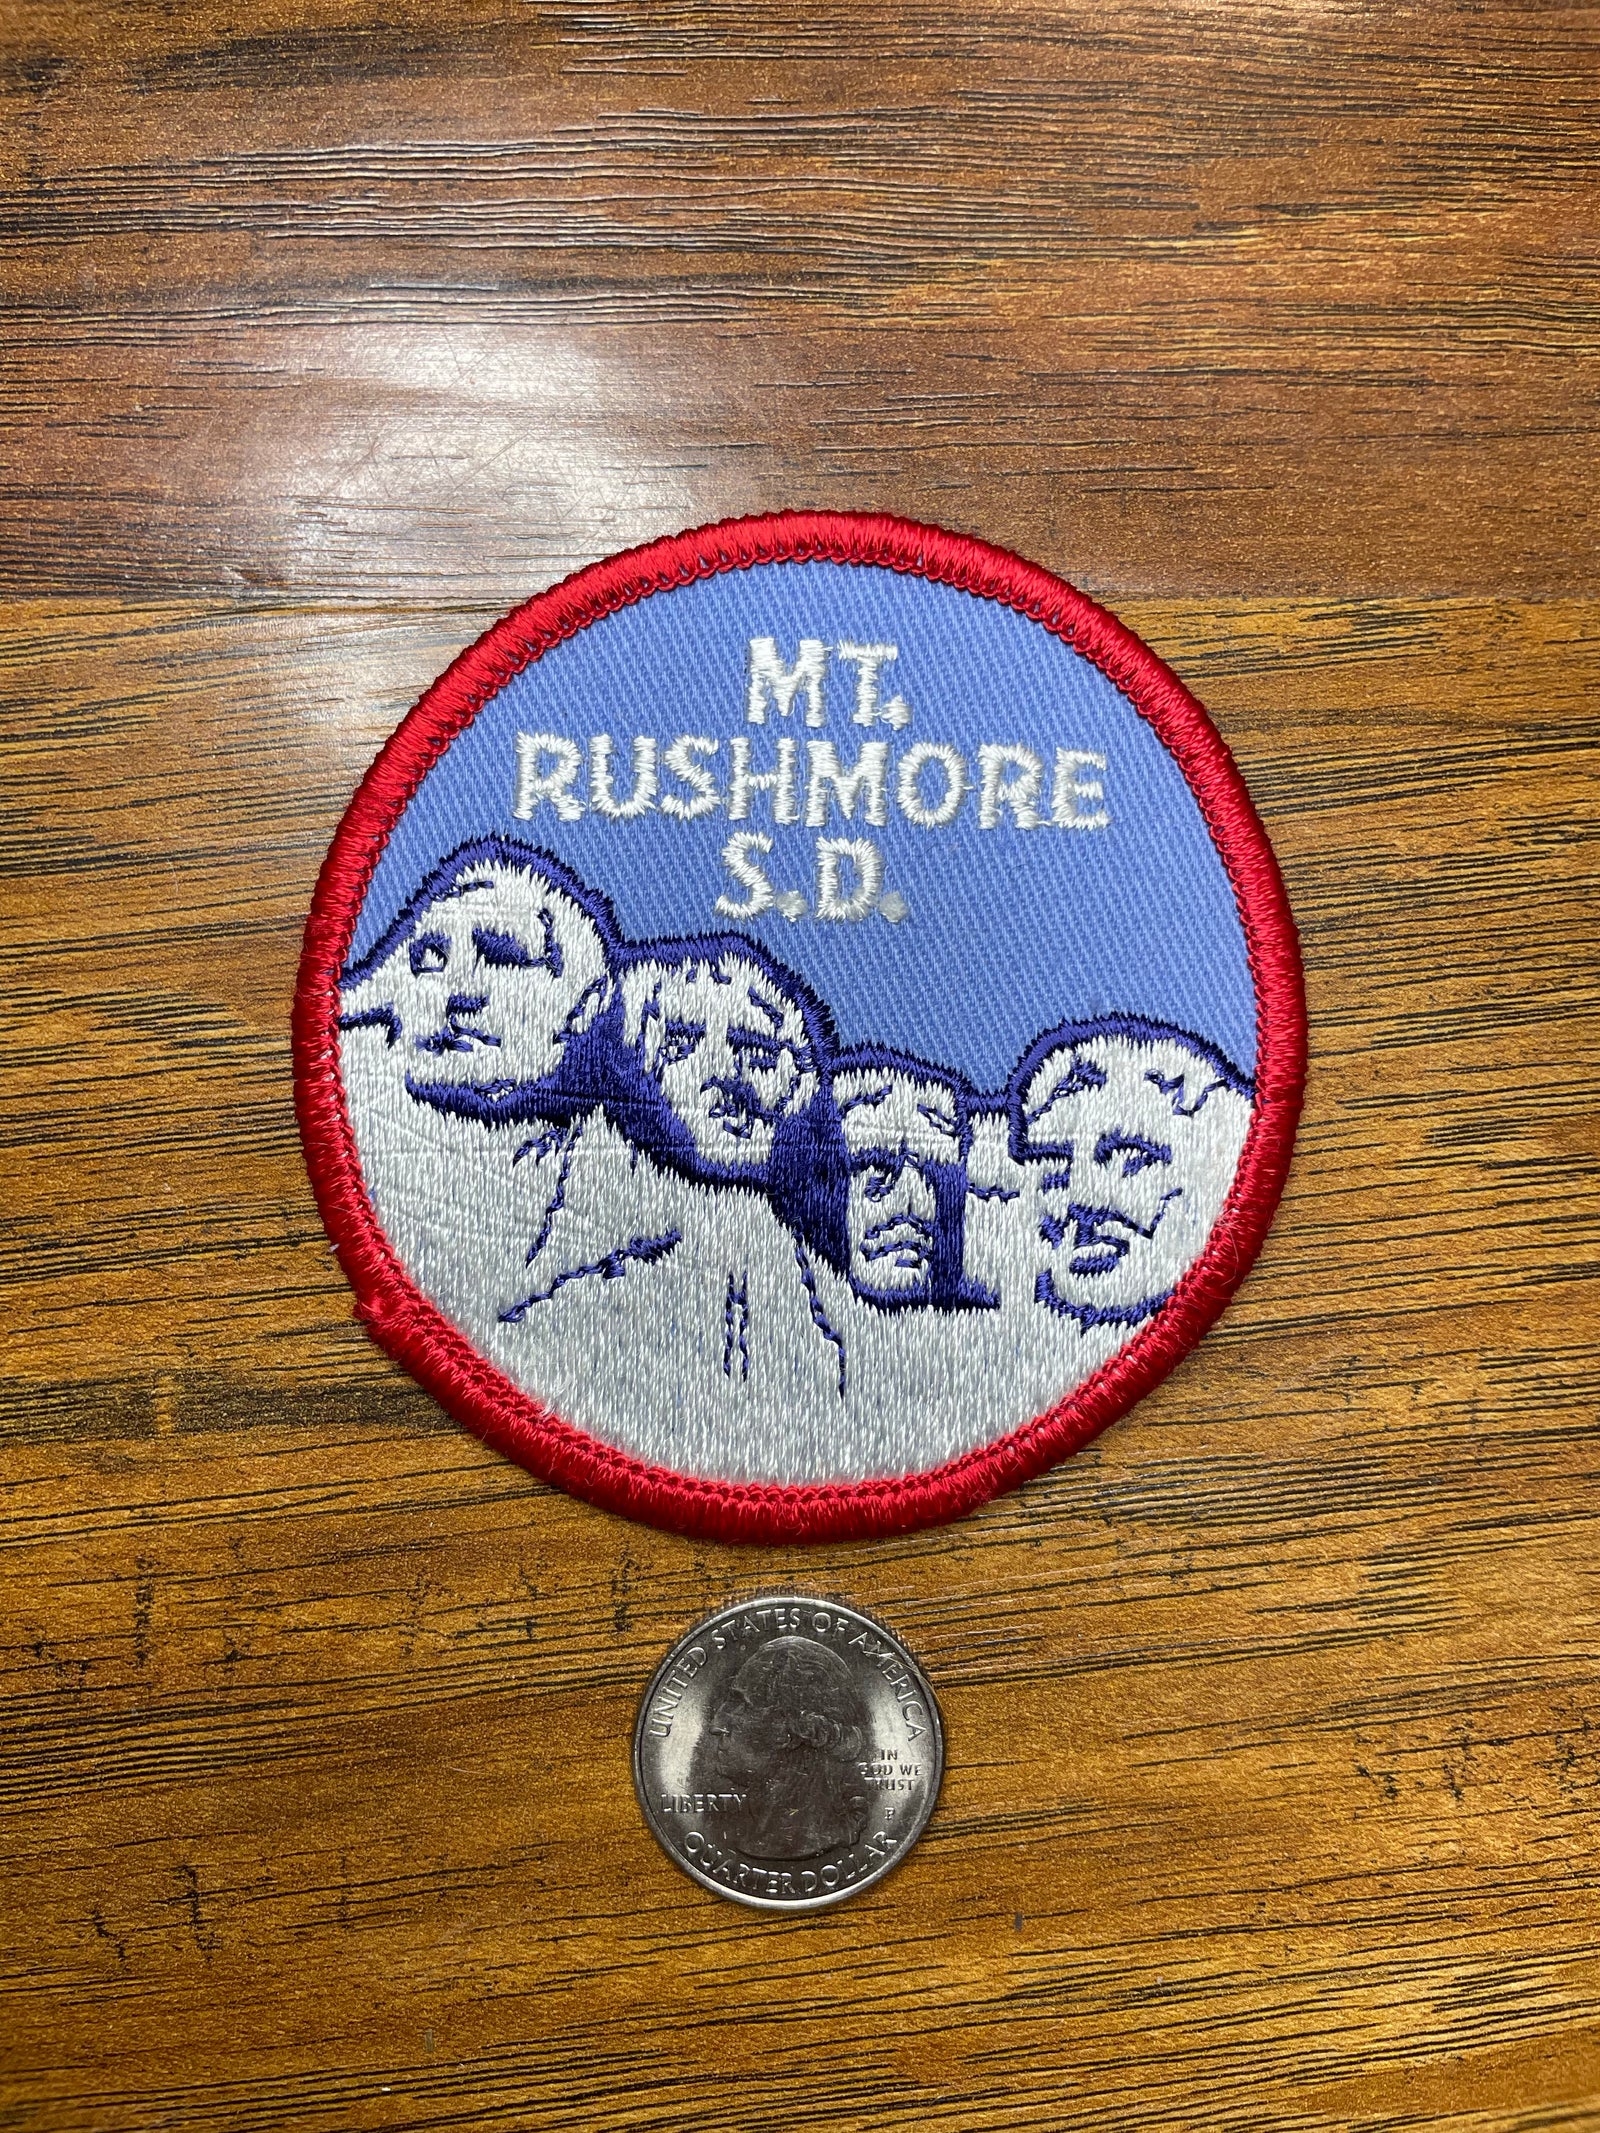 MT.
RUSHMORE
S.D.
UNITED STATES OF AMERICA
IN
GOD WE
TRUST
LIBERTY
P
QUARTER DOLLAR